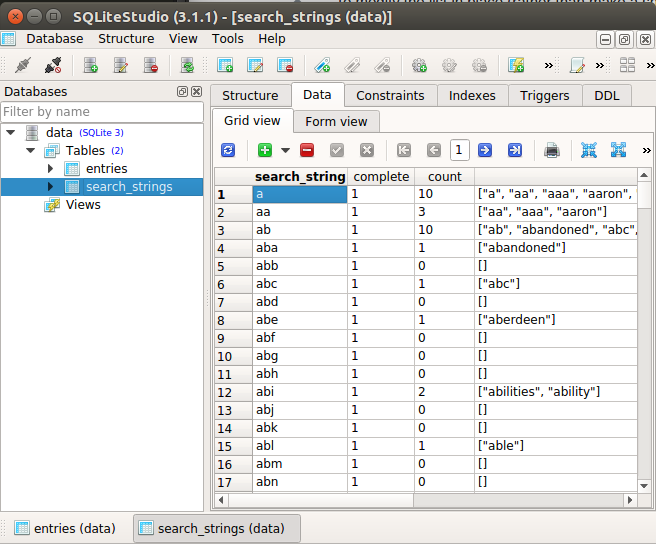 SQLiteStudio (3.1.1) - [search_strings (data)]
Database Structure View Tools Help
Databases
Filter by name
data (SQLite 3)
Tables (2)
entries
search_strings
Views
Structure Data Constraints Indexes Triggers DDL
Grid view Form view
1
search_string complete count
1 a 1 10 ["a", "aa", "aaa", "aaron",
2 aa 1 3 ["aa", "aaa", "aaron"]
3 ab 1 10 ["ab", "abandoned", "abc",
4 aba 1 1 ["abandoned"]
5 abb 1 0 []
6 abc 1 1 ["abc"]
7 abd 1 0 []
8 abe 1 1 ["aberdeen"]
9 abf 1 0 []
10 abg 1 0 []
11 abh 1 0 []
12 abi 1 2 ["abilities", "ability"]
13 abj 1 0 []
14 abk 1 0 []
15 abl 1 1 ["able"]
16 abm 1 0 []
17 abn 1 0 []
entries (data) search_strings (data)